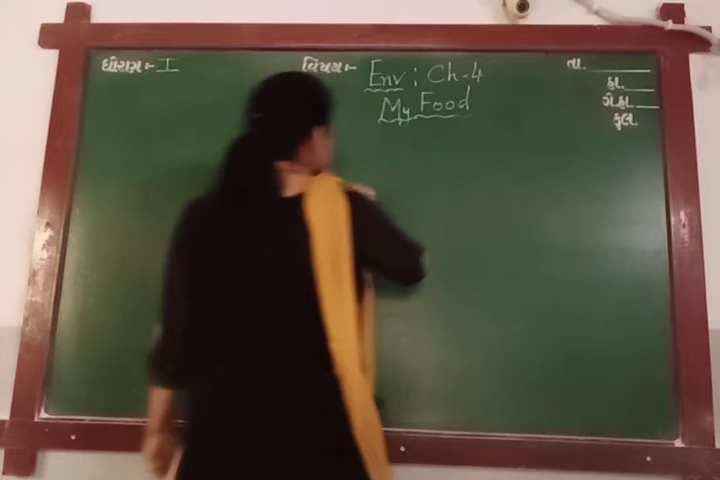 ધોરણ :- I વિષય :- Env : Ch-4 તા.
My Food હા.
ગે.હા.
કુલ.